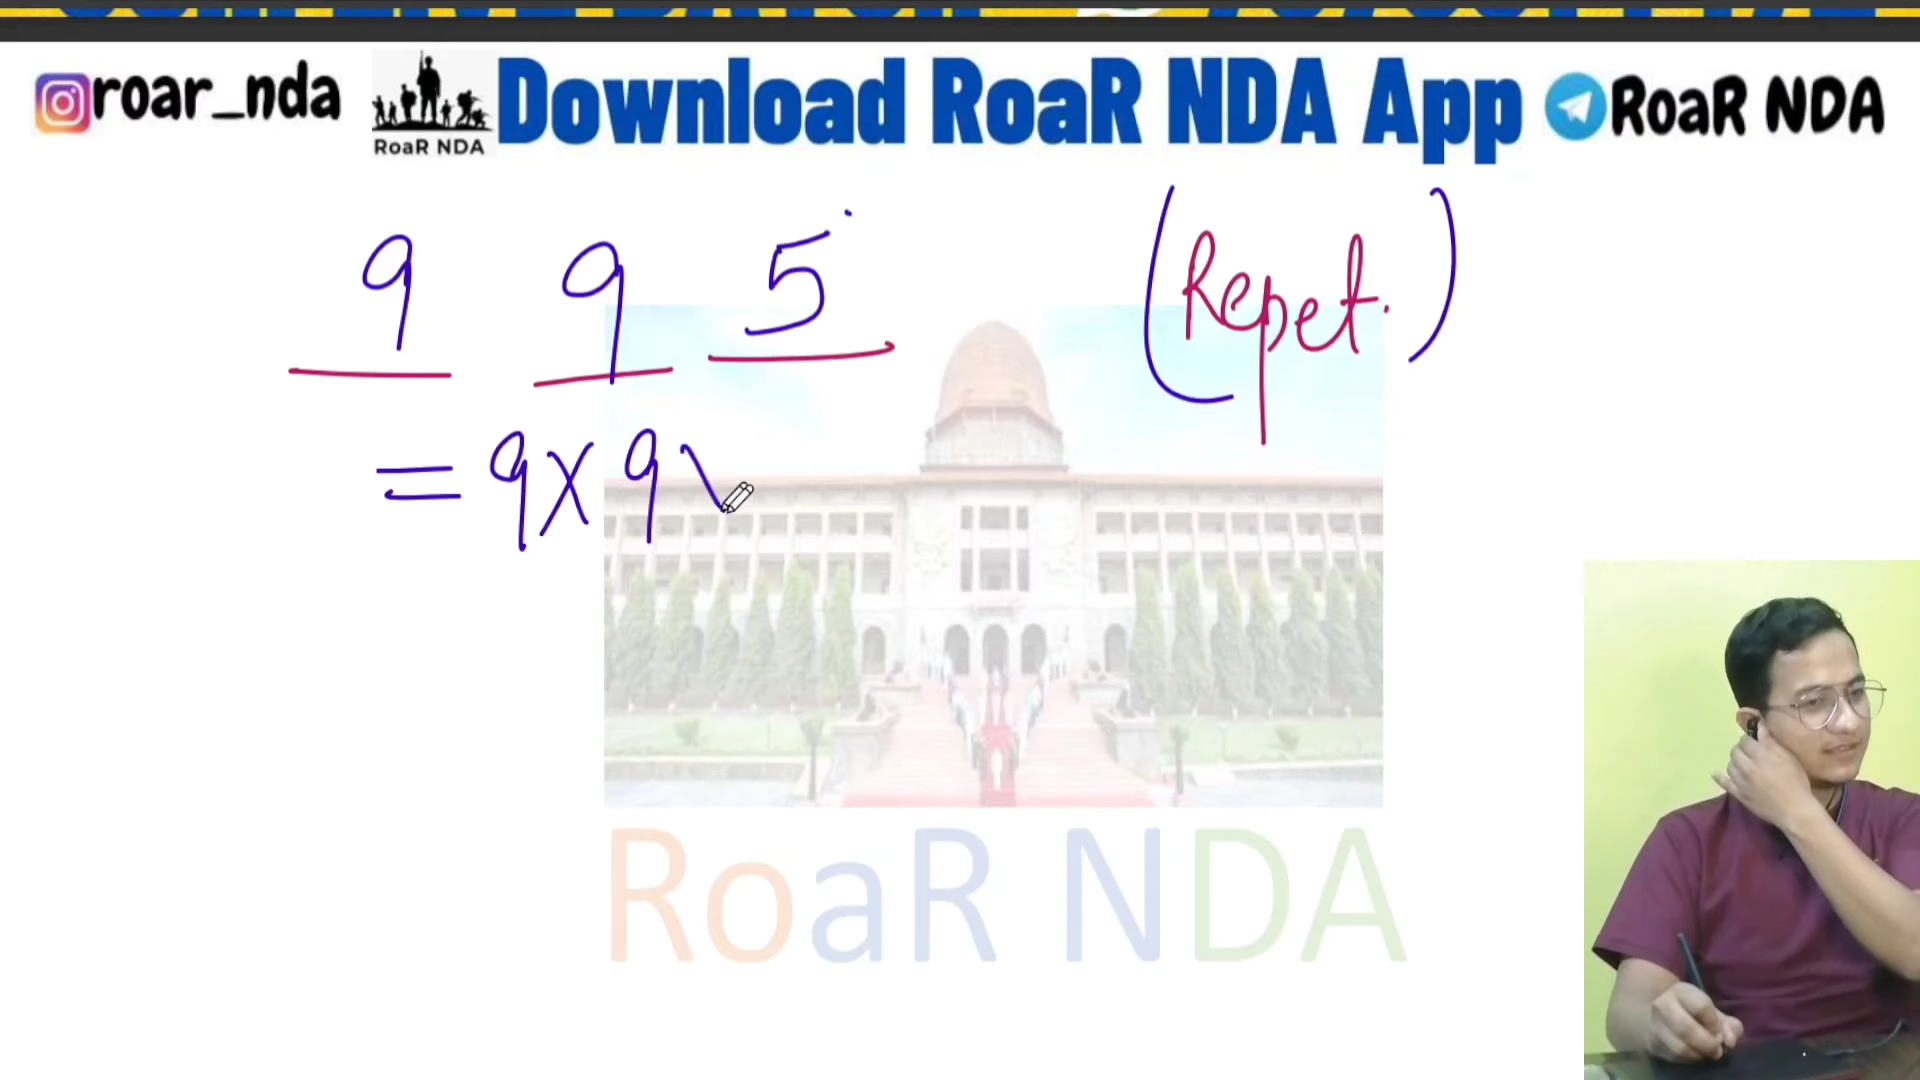 roar_nda RoaR NDA Download RoaR NDA App RoaR NDA
9 9 5 (Repet.)
= 9x9
RoaR NDA